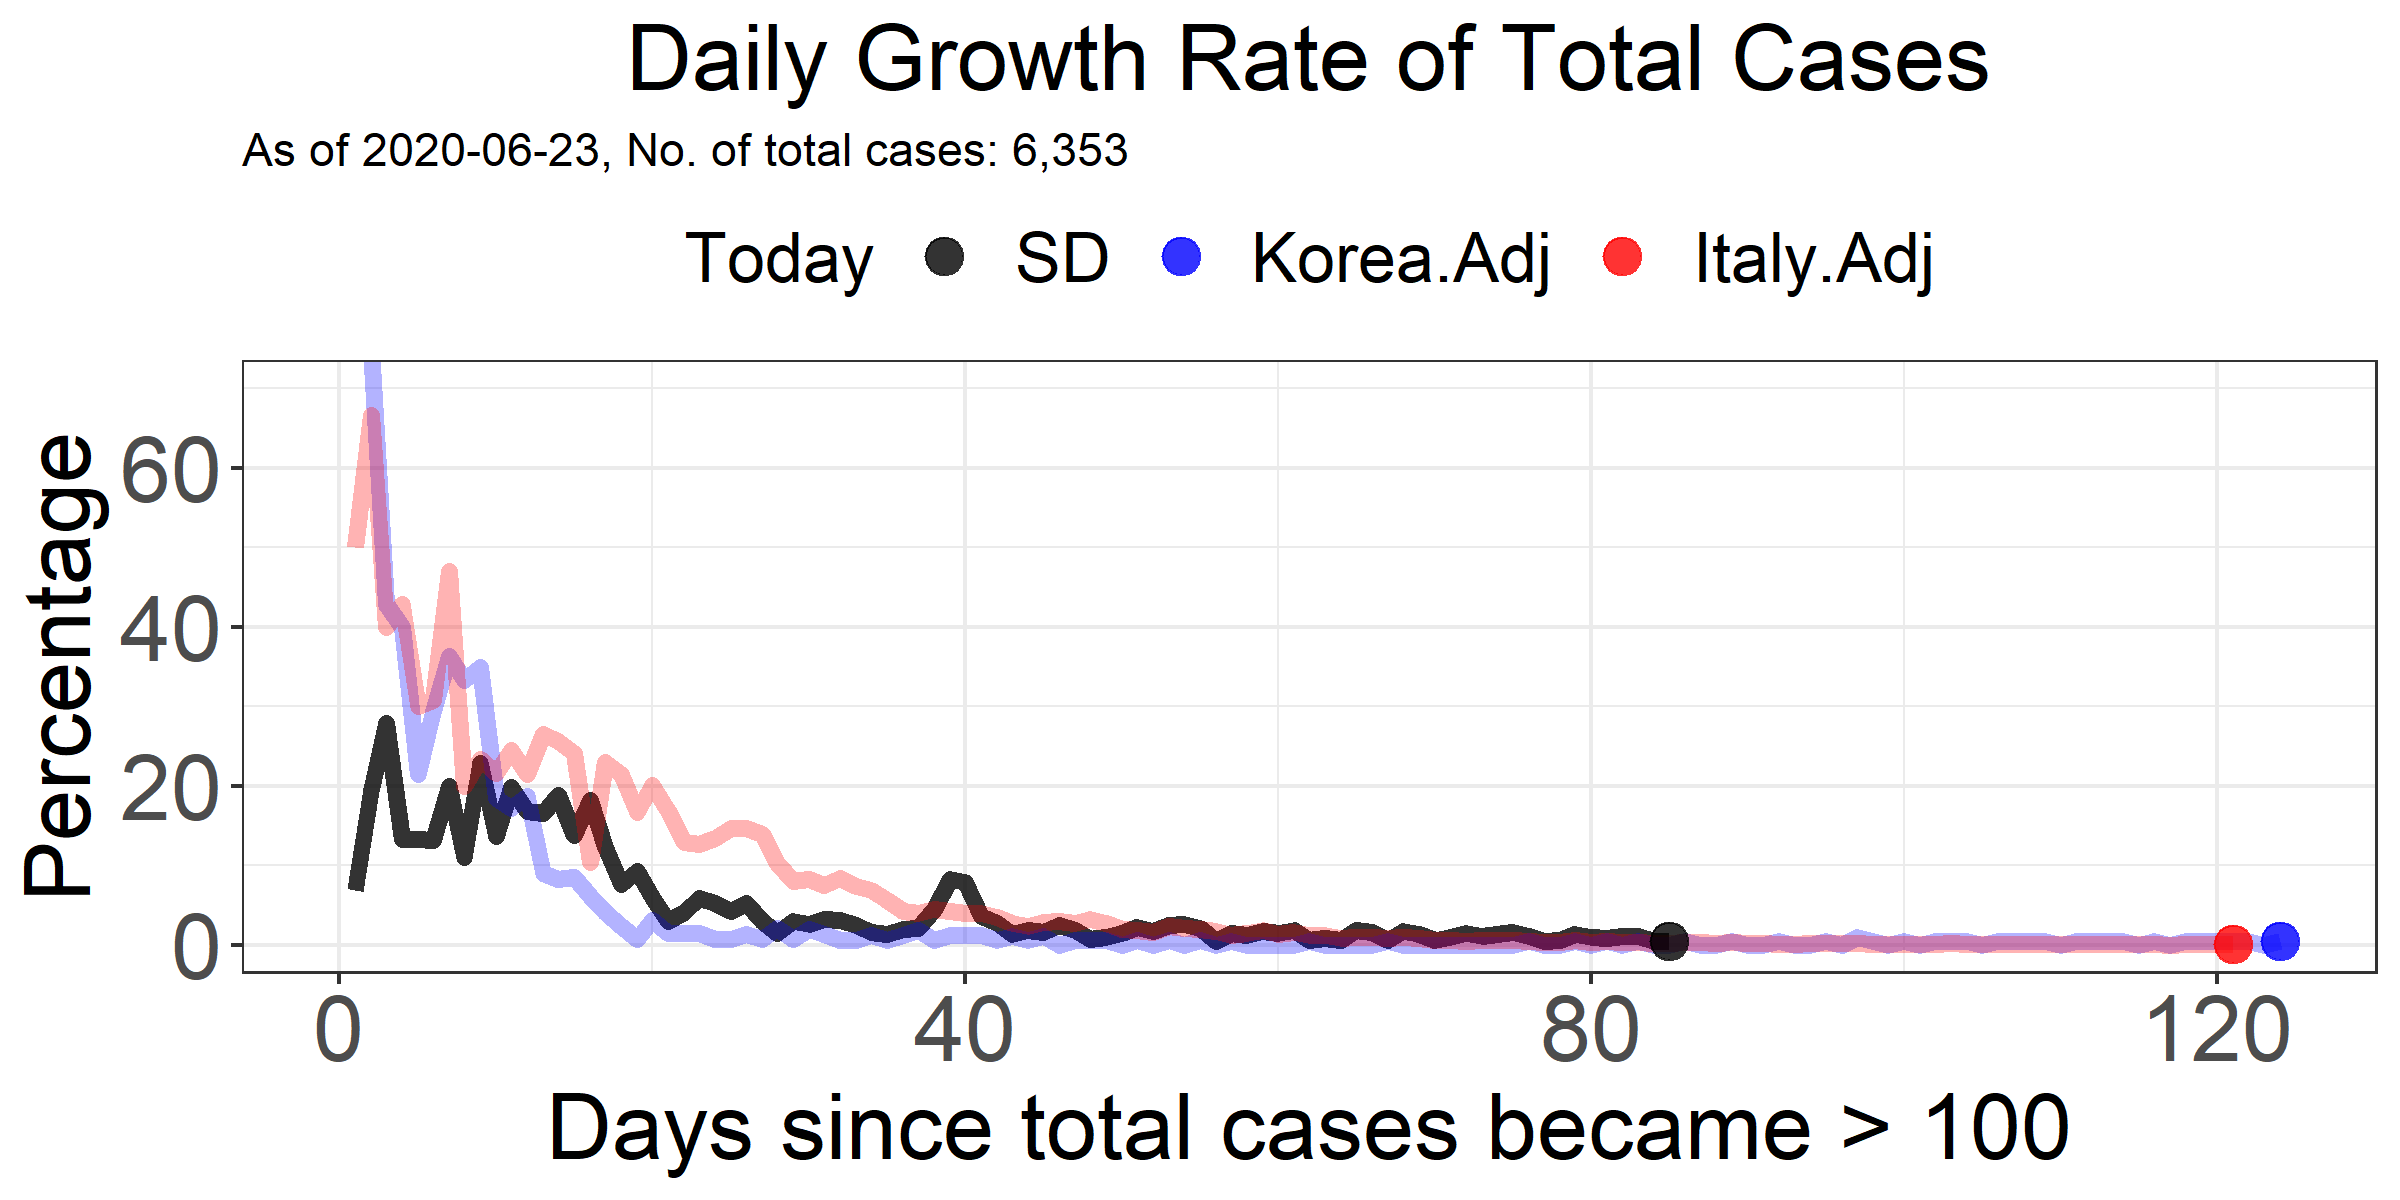 Daily Growth Rate of Total Cases
As of 2020-06-23, No. of total cases: 6,353
Today SD Korea.Adj Italy.Adj
Percentage
60
40
20
0
0 40 80 120
Days since total cases became > 100